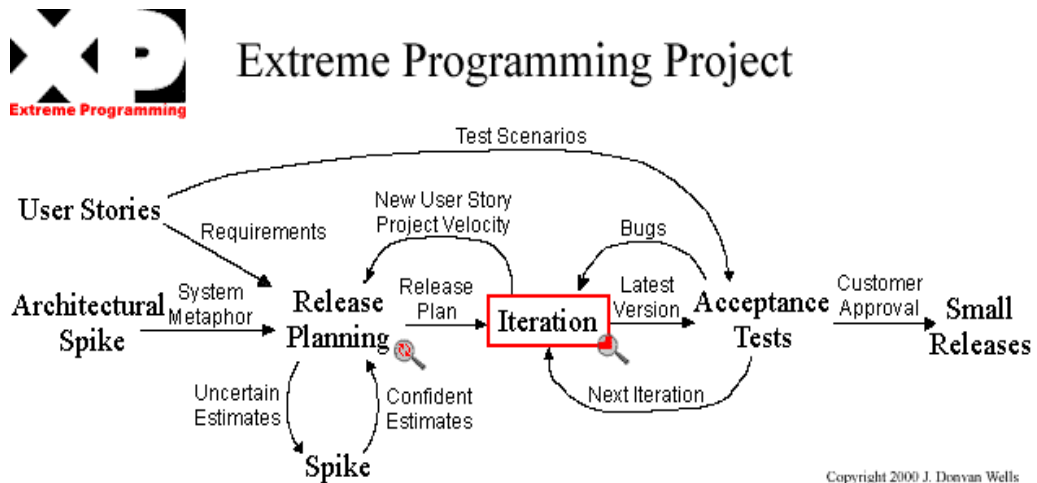 XP
Extreme Programming
Extreme Programming Project
Test Scenarios
User Stories
Requirements
New User Story
Project Velocity
Bugs
Architectural
Spike
System
Metaphor
Release
Planning
Release
Plan
Iteration
Latest
Version
Acceptance
Tests
Customer
Approval
Small
Releases
Uncertain
Estimates
Confident
Estimates
Next Iteration
Spike
Copyright 2000 J. Donvan Wells